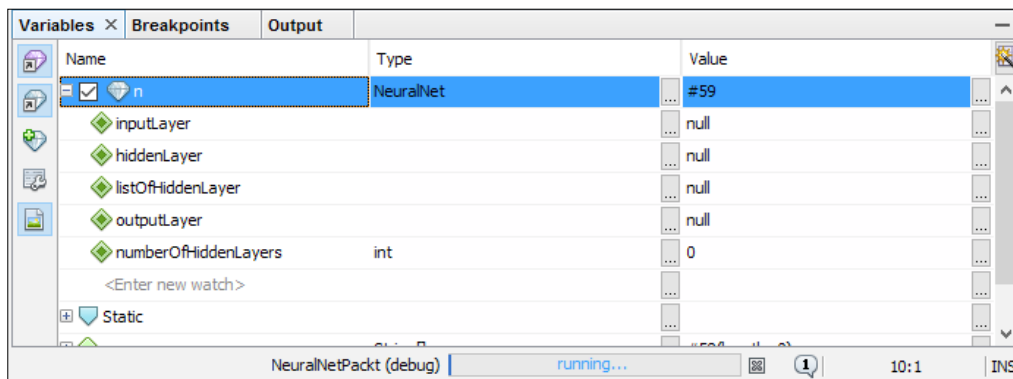 Variables × Breakpoints Output
Name Type Value
n NeuralNet ... #59 ...
inputLayer ... null ...
hiddenLayer ... null ...
listOfHiddenLayer ... null ...
outputLayer ... null ...
numberOfHiddenLayers int ... 0 ...
<Enter new watch> ... ...
Static ... ...
NeuralNetPackt (debug) running... 1 10:1 INS